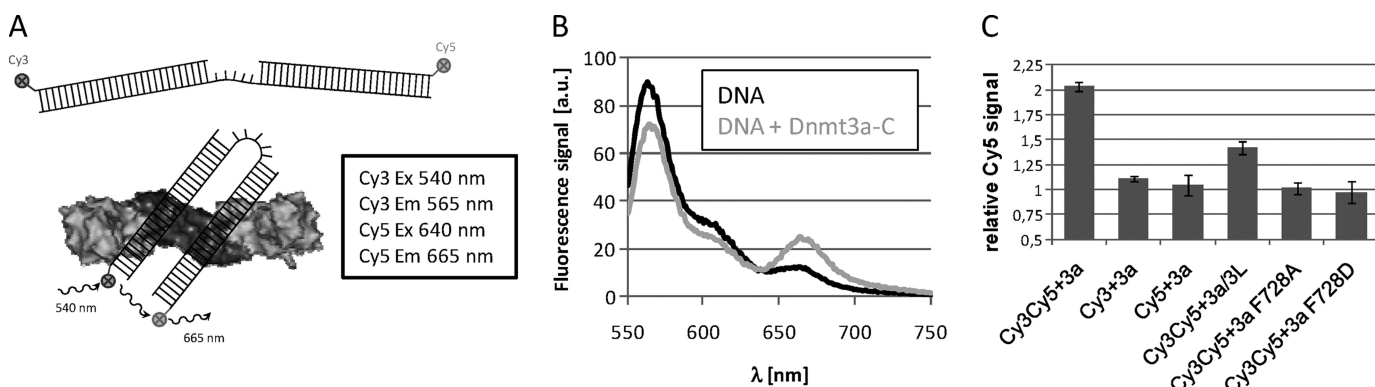 A
Cy3
Cy5
Cy3 Ex 540 nm
Cy3 Em 565 nm
Cy5 Ex 640 nm
Cy5 Em 665 nm
540 nm
665 nm
B
Fluorescence signal [a.u.]
100
80
60
40
20
0
DNA
DNA + Dnmt3a-C
550 600 650 700 750
λ [nm]
C
relative Cy5 signal
2,25
2
1,75
1,5
1,25
1
0,75
0,5
Cy3Cy5+3a
Cy3+3a
Cy5+3a
Cy3Cy5+3a/3L
Cy3Cy5+3a F728A
Cy3Cy5+3a F728D